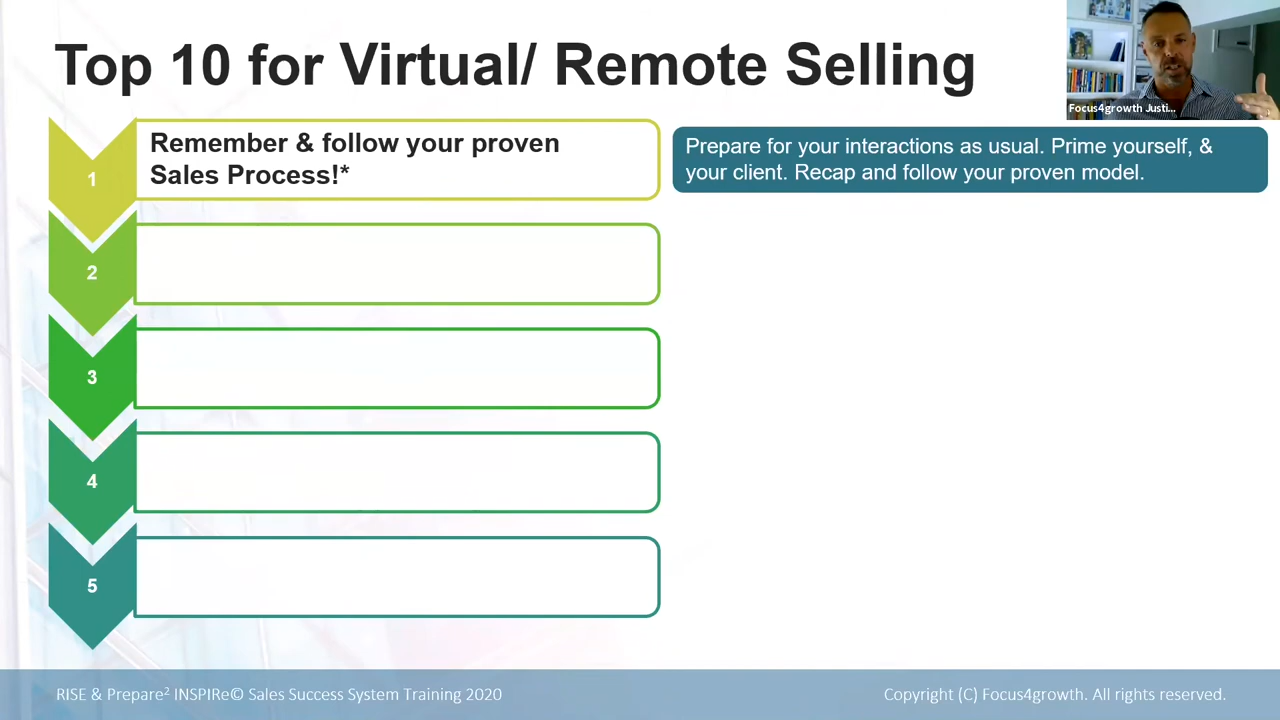 Top 10 for Virtual/ Remote Selling
Focus4growth Justi...
1
Remember & follow your proven
Sales Process!*
Prepare for your interactions as usual. Prime yourself, &
your client. Recap and follow your proven model.
2
3
4
5
RISE & Prepare² INSPIRe© Sales Success System Training 2020
Copyright (C) Focus4growth. All rights reserved.